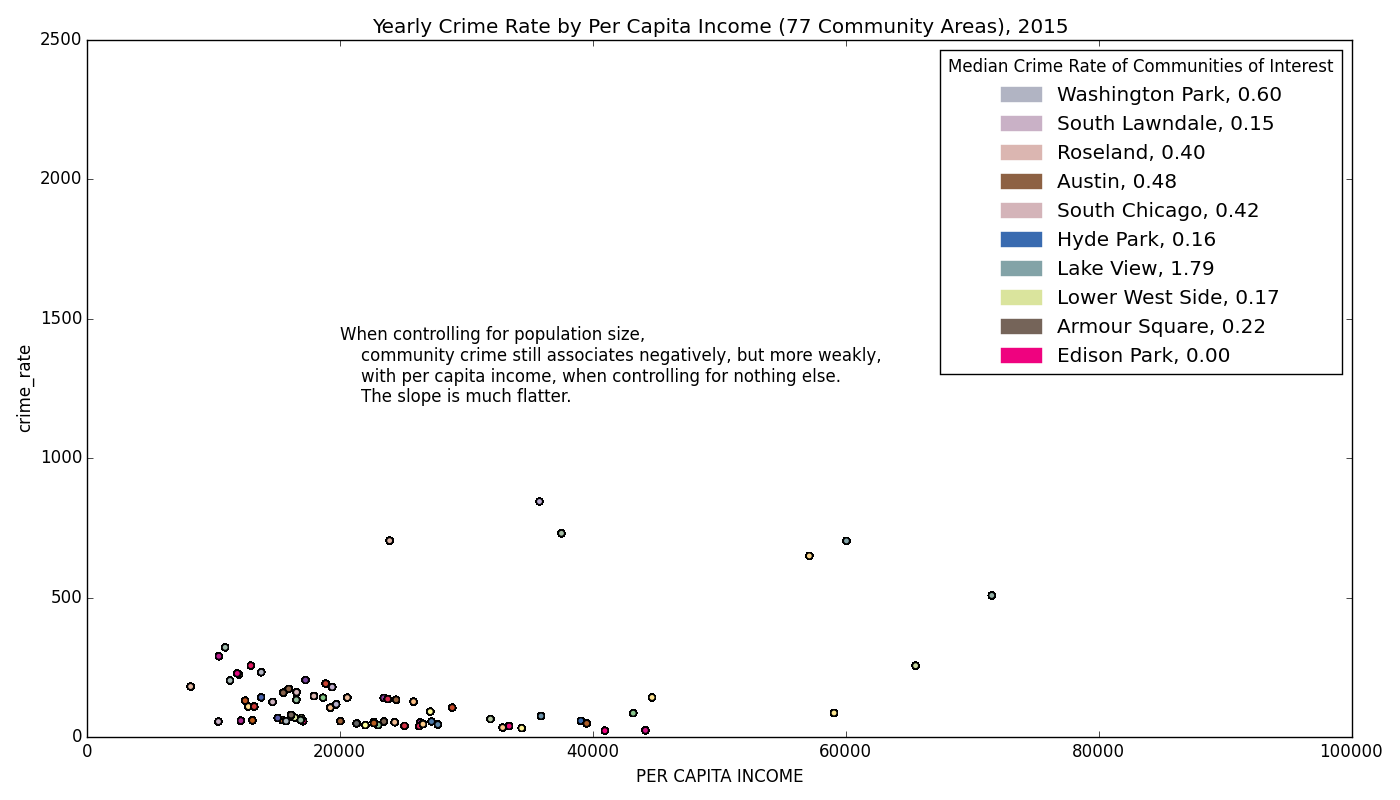 Yearly Crime Rate by Per Capita Income (77 Community Areas), 2015
2500
2000
1500
1000
500
0
crime_rate
Median Crime Rate of Communities of Interest
Washington Park, 0.60
South Lawndale, 0.15
Roseland, 0.40
Austin, 0.48
South Chicago, 0.42
Hyde Park, 0.16
Lake View, 1.79
Lower West Side, 0.17
Armour Square, 0.22
Edison Park, 0.00
When controlling for population size,
community crime still associates negatively, but more weakly,
with per capita income, when controlling for nothing else.
The slope is much flatter.
0 20000 40000 60000 80000 100000
PER CAPITA INCOME